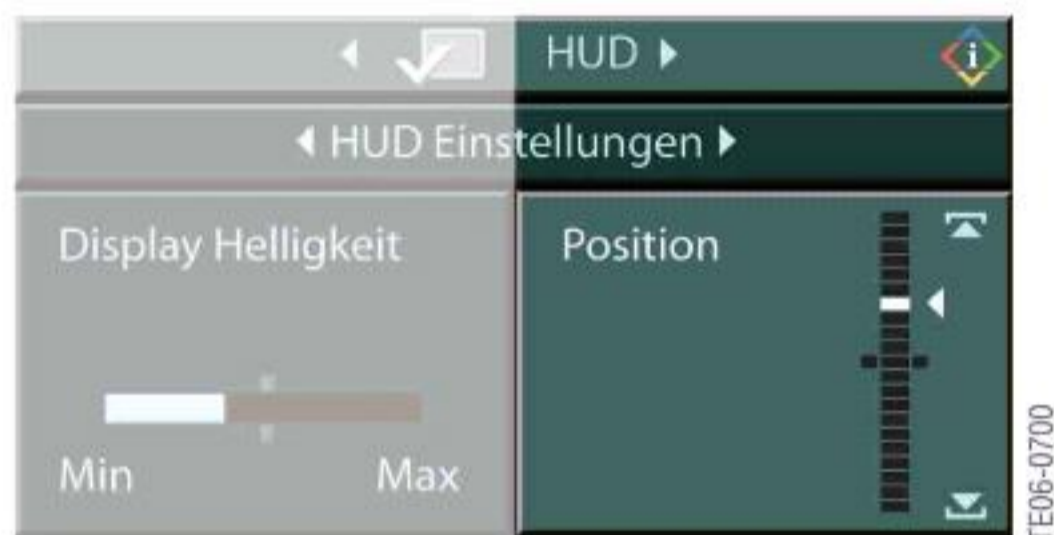 HUD
i
HUD Einstellungen
Display Helligkeit
Position
Min Max
TE06-0700